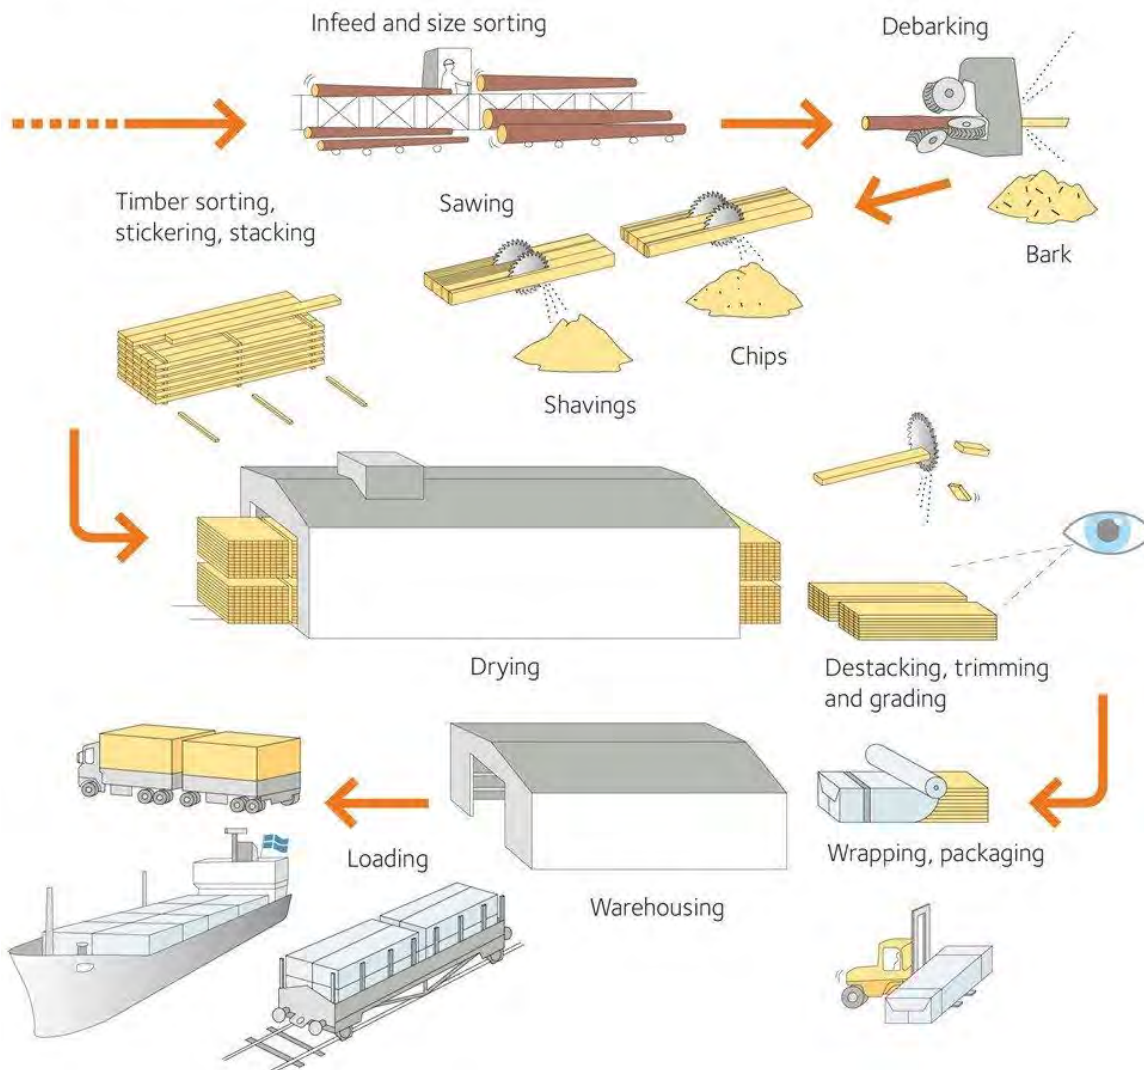 Infeed and size sorting
Debarking
Timber sorting,
stickering, stacking
Sawing
Bark
Chips
Shavings
Drying
Destacking, trimming
and grading
Loading
Wrapping, packaging
Warehousing